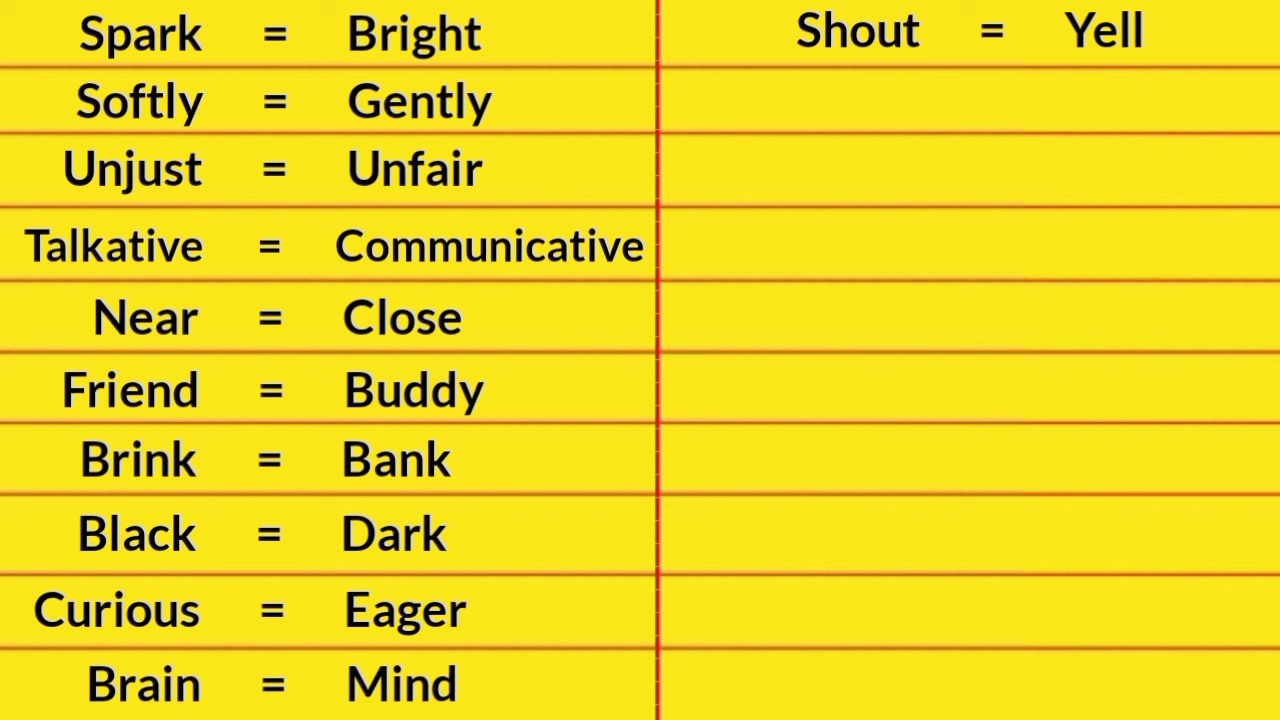 Spark = Bright
Softly = Gently
Unjust = Unfair
Talkative = Communicative
Near = Close
Friend = Buddy
Brink = Bank
Black = Dark
Curious = Eager
Brain = Mind
Shout = Yell